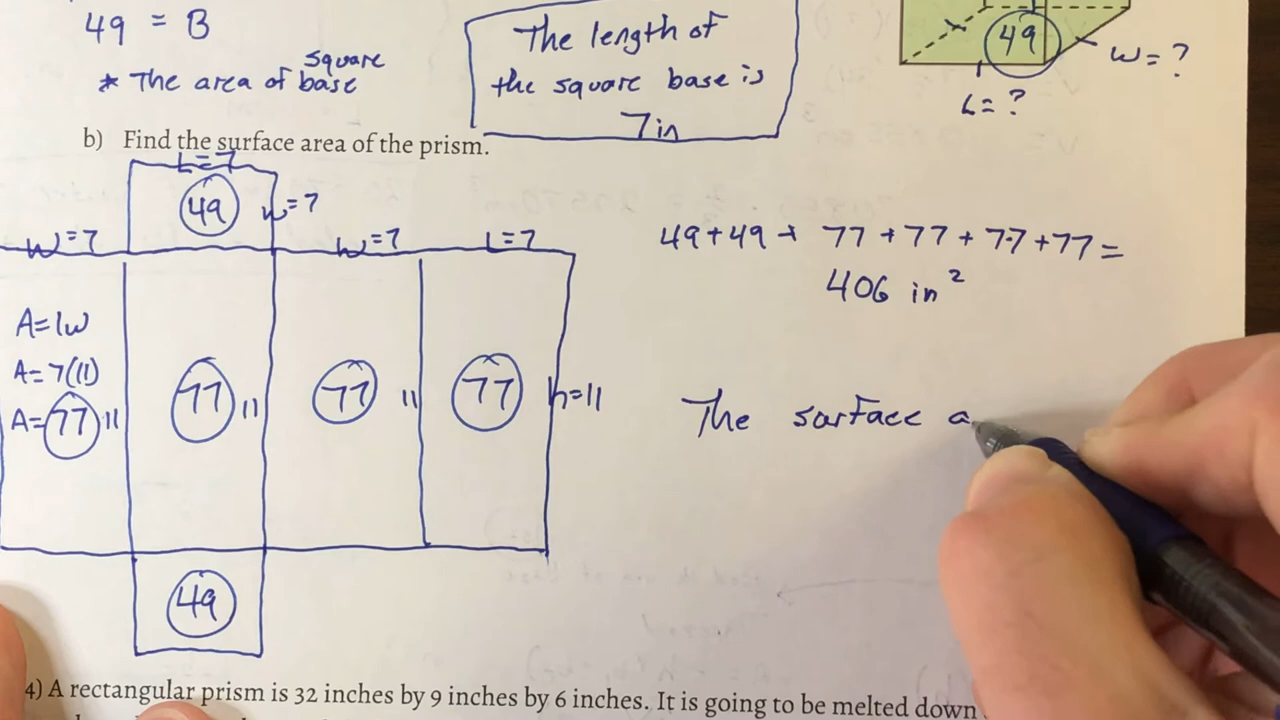 49 = B
* The area of square base
The length of
the square base is
7in
49
w=?
L=?
b) Find the surface area of the prism.
L=7
49
w=7
W=7
w=7
L=7
A=lw
A=7(11)
A=77
11
77
11
77
11
77
h=11
49
49+49+ 77+77+77+77=
406 in²
The surface a
4) A rectangular prism is 32 inches by 9 inches by 6 inches. It is going to be melted down